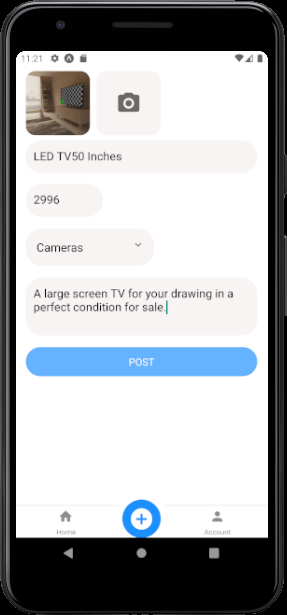 11:21
LED TV50 Inches
2996
Cameras
A large screen TV for your drawing in a
perfect condition for sale.
POST
Home
Account